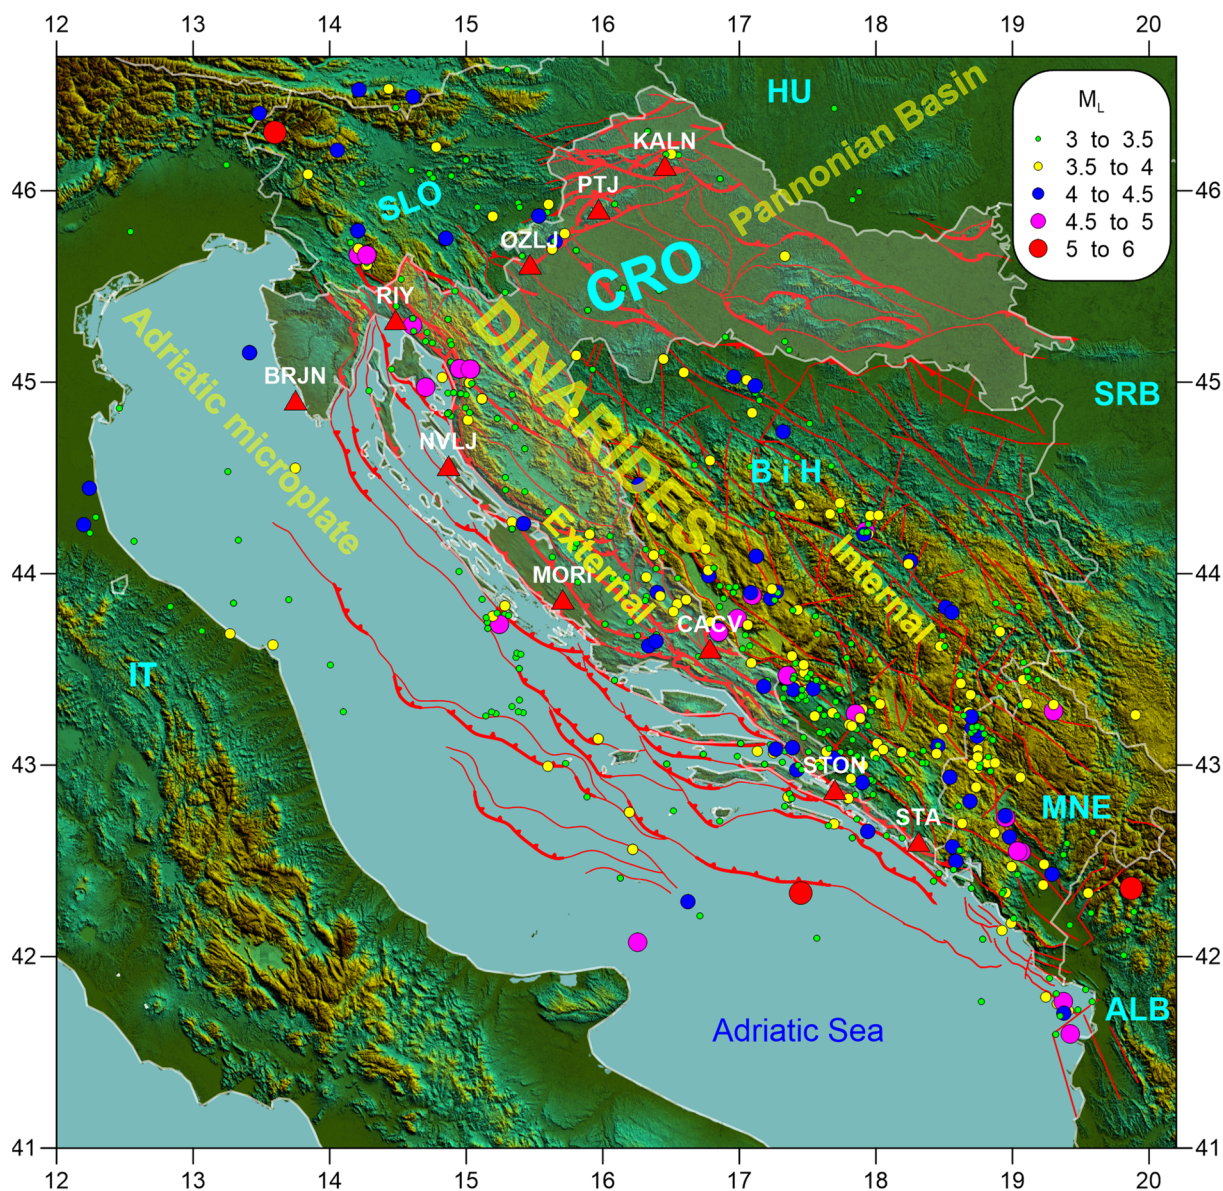 12 13 14 15 16 17 18 19 20
HU
Pannonian Basin
M_L
3 to 3.5
3.5 to 4
4 to 4.5
4.5 to 5
5 to 6
KALN
PTJ
46
46
SLO
OZLJ
CRO
RIY
Adriatic microplate
DINARIDES
BRJN
45
45
SRB
NVLJ
BiH
External
Internal
MORI
44
44
CACV
IT
43
43
STON
STA
MNE
42
42
ALB
Adriatic Sea
41
41
12 13 14 15 16 17 18 19 20